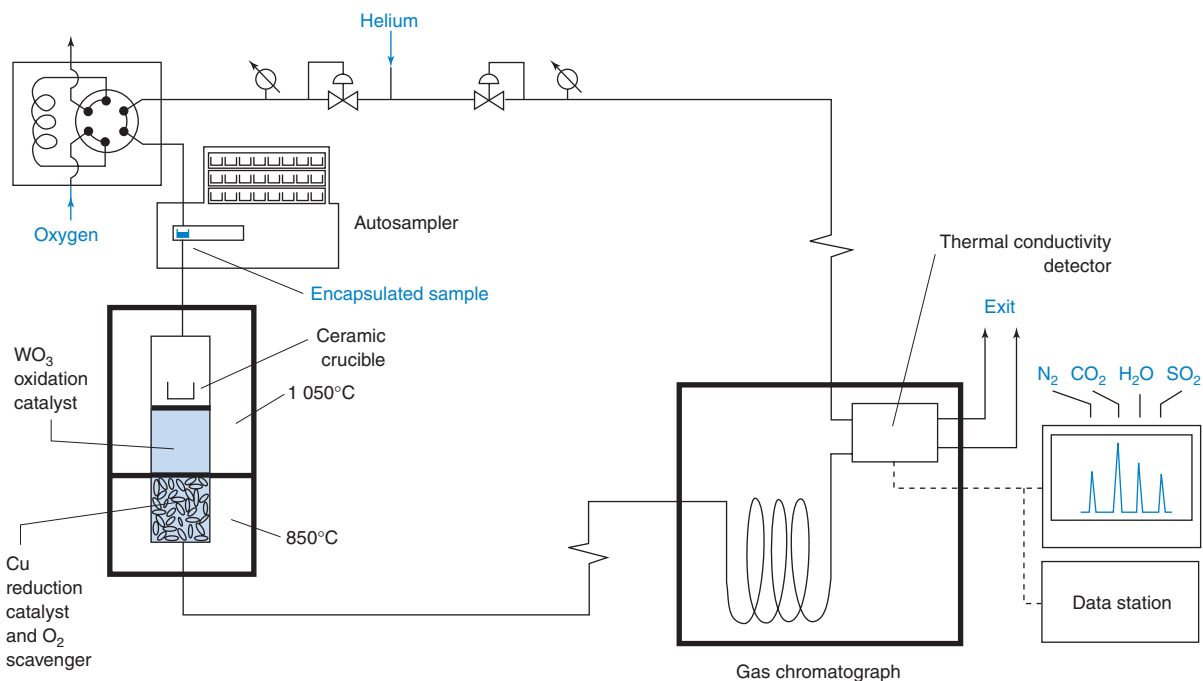 Helium
Oxygen
Autosampler
Encapsulated sample
Thermal conductivity
detector
Exit
Ceramic
crucible
WO₃
oxidation
catalyst
1 050°C
N₂ CO₂ H₂O SO₂
850°C
Cu
reduction
catalyst
and O₂
scavenger
Data station
Gas chromatograph